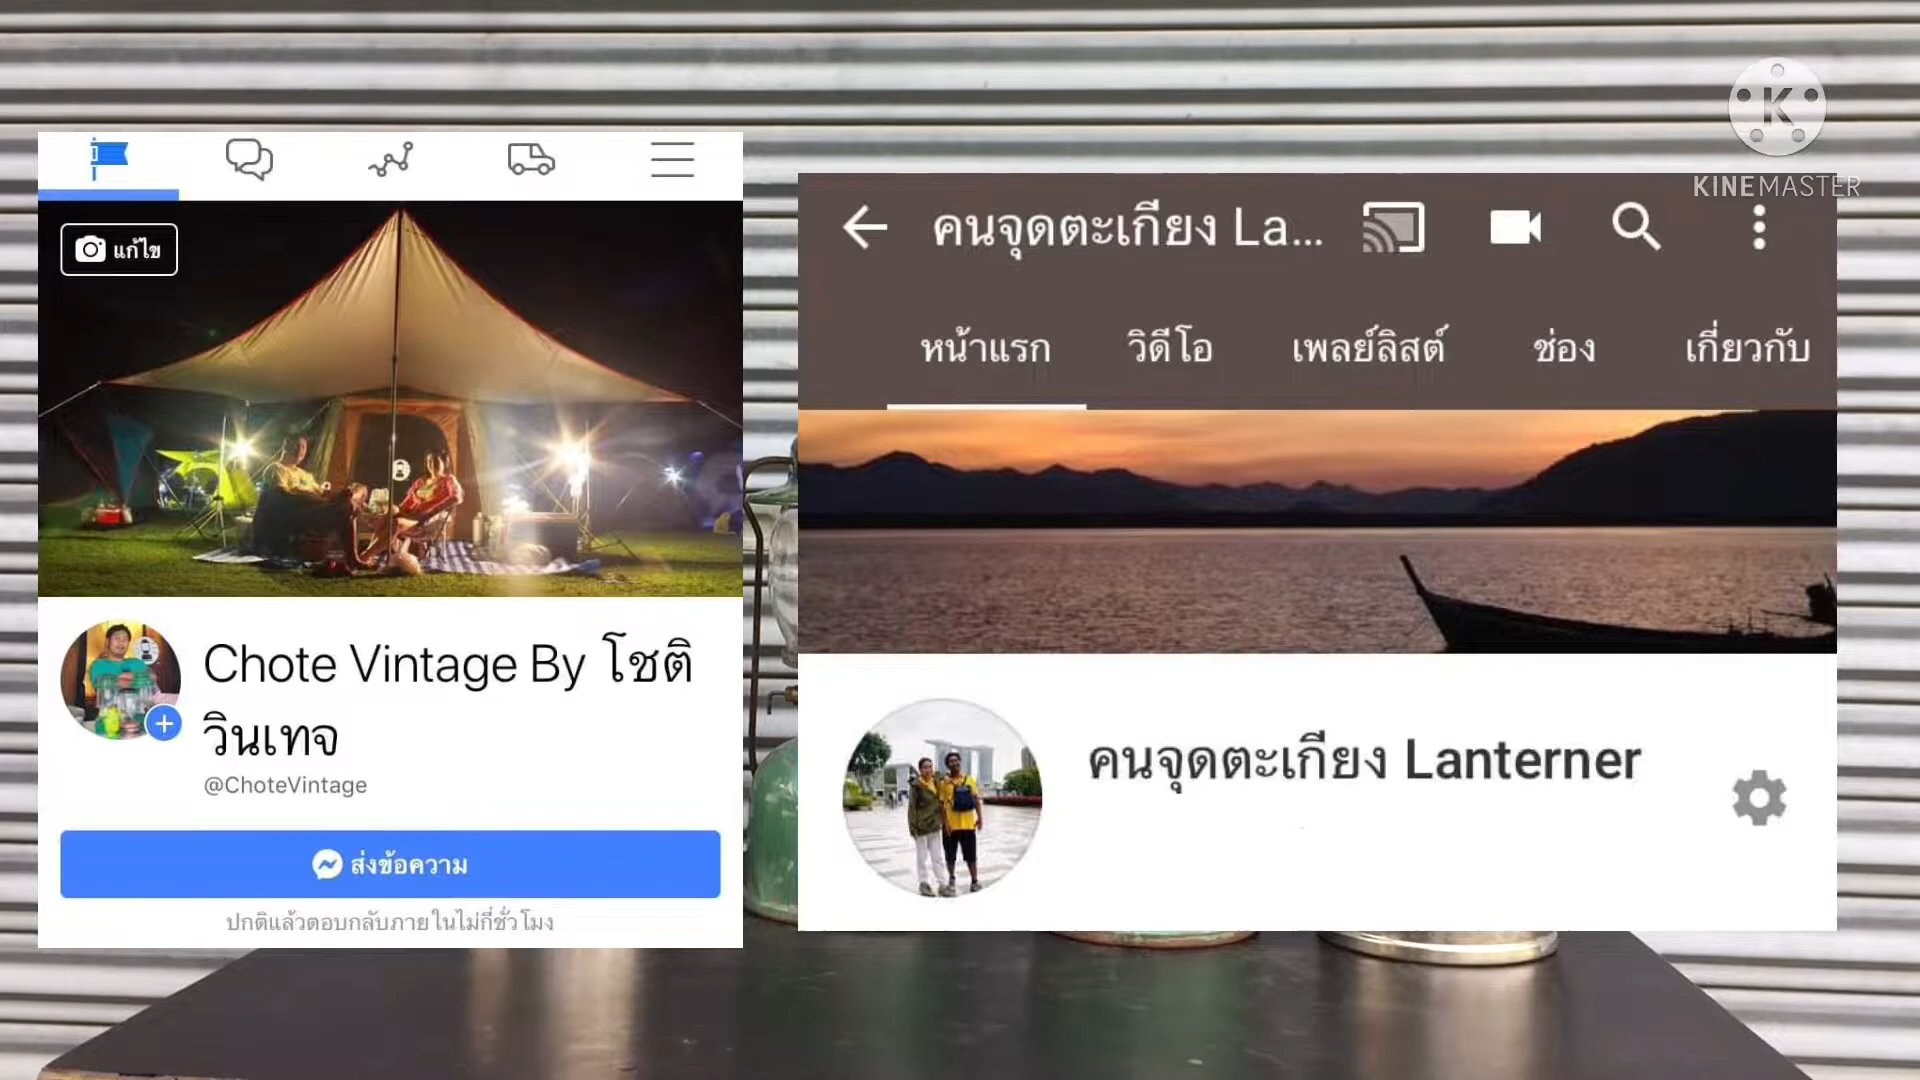 KINEMASTER
แก้ไข
Chote Vintage By โชติ
วินเทจ
@ChoteVintage
ส่งข้อความ
ปกติแล้วตอบกลับภายในไม่กี่ชั่วโมง
คนจุดตะเกียง La...
หน้าแรก วิดีโอ เพลย์ลิสต์ ช่อง เกี่ยวกับ
คนจุดตะเกียง Lanterner